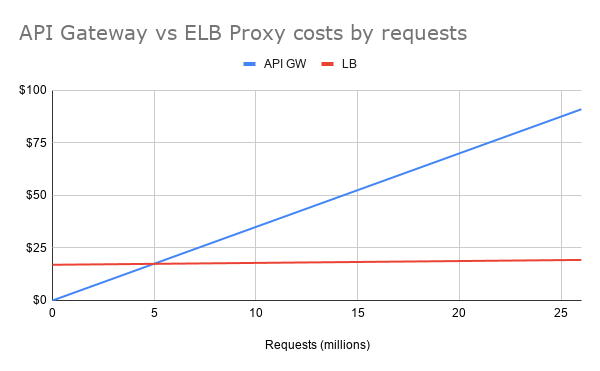 API Gateway vs ELB Proxy costs by requests
API GW LB
$100
$75
$50
$25
$0
0 5 10 15 20 25
Requests (millions)